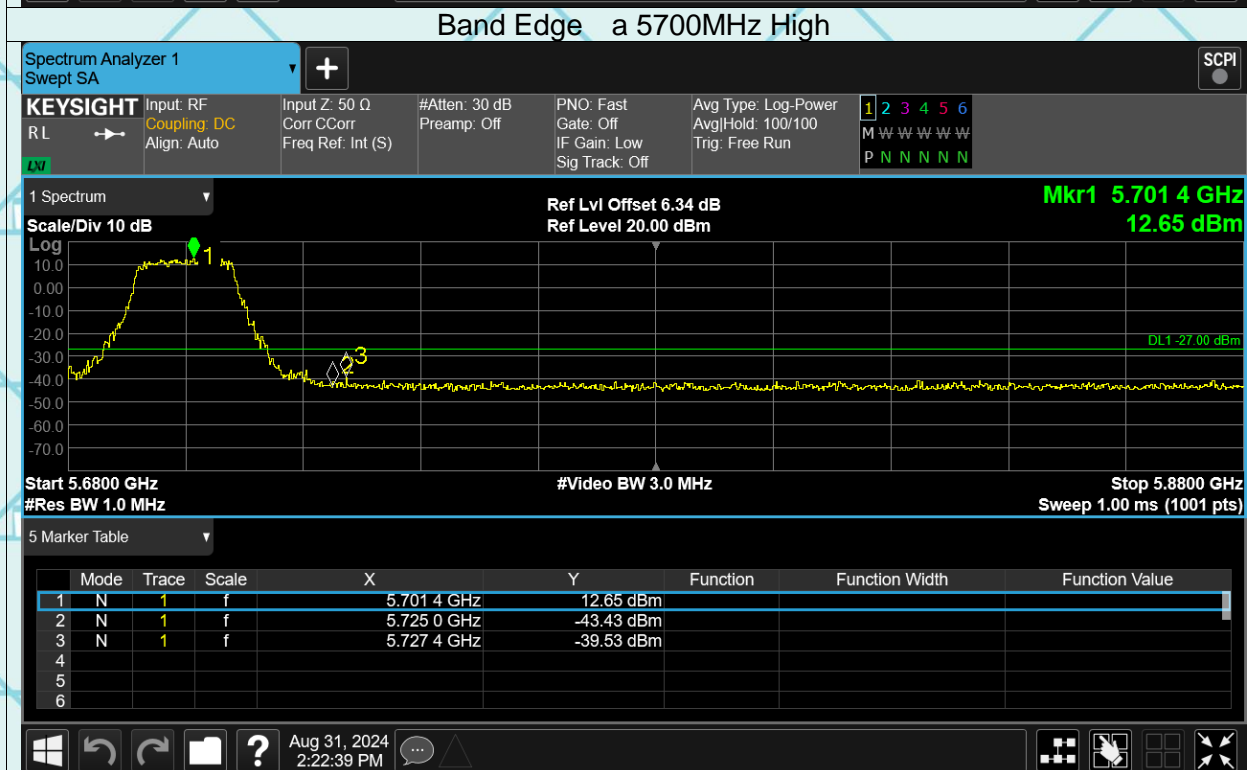 Band Edge a 5700MHz High
Spectrum Analyzer 1
Swept SA
+
SCPI
KEYSIGHT
RL
LXI
Input: RF
Coupling: DC
Align: Auto
Input Z: 50 Ω
Corr CCorr
Freq Ref: Int (S)
#Atten: 30 dB
Preamp: Off
PNO: Fast
Gate: Off
IF Gain: Low
Sig Track: Off
Avg Type: Log-Power
Avg|Hold: 100/100
Trig: Free Run
1 2 3 4 5 6
M W W W W W W
P N N N N N
1 Spectrum
Scale/Div 10 dB
Ref Lvl Offset 6.34 dB
Ref Level 20.00 dBm
Mkr1 5.701 4 GHz
12.65 dBm
Log
10.0
0.00
-10.0
-20.0
-30.0
-40.0
-50.0
-60.0
-70.0
1
2
3
DL1 -27.00 dBm
Start 5.6800 GHz
#Video BW 3.0 MHz
Stop 5.8800 GHz
#Res BW 1.0 MHz
Sweep 1.00 ms (1001 pts)
5 Marker Table
Mode Trace Scale X Y Function Function Width Function Value
1 N 1 f 5.701 4 GHz 12.65 dBm
2 N 1 f 5.725 0 GHz -43.43 dBm
3 N 1 f 5.727 4 GHz -39.53 dBm
4
5
6
?
Aug 31, 2024
2:22:39 PM